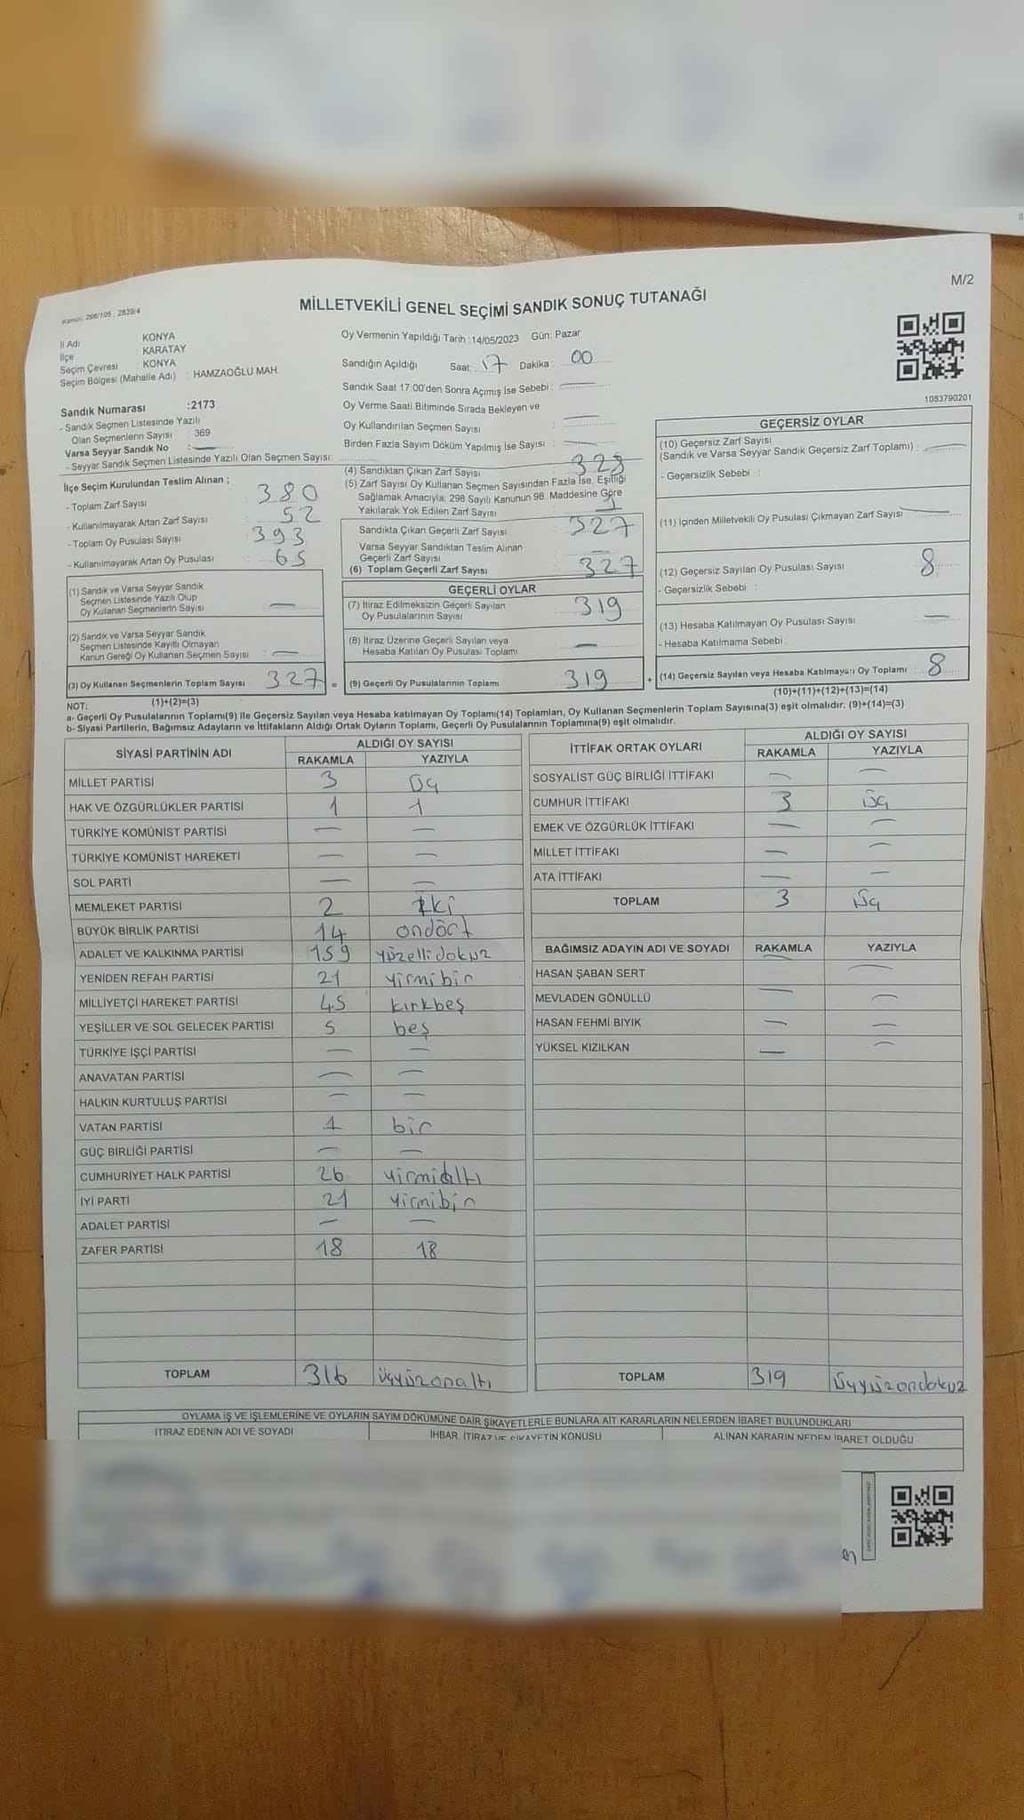 M/2
MİLLETVEKİLİ GENEL SEÇİMİ SANDIK SONUÇ TUTANAĞI
İl Adı KONYA
İlçe KARATAY
Seçim Çevresi KONYA
Seçim Bölgesi (Mahalle Adı) : HAMZAOĞLU MAH.
Oy Vermenin Yapıldığı Tarih :14/05/2023 Gün: Pazar
Sandığın Açıldığı Saat: 17 Dakika : 00
Sandık Saat 17:00'den Sonra Açımış İse Sebebi : —
Oy Verme Saati Bitiminde Sırada Bekleyen ve
Oy Kullandırılan Seçmen Sayısı —
Birden Fazla Sayım Döküm Yapılmış İse Sayısı : —
1083790201
Sandık Numarası :2173
- Sandık Seçmen Listesinde Yazılı
Olan Seçmenlerin Sayısı 369
Varsa Seyyar Sandık No : —
- Seyyar Sandık Seçmen Listesinde Yazılı Olan Seçmen Sayısı:
İlçe Seçim Kurulundan Teslim Alınan ;
- Toplam Zarf Sayısı 380
- Kullanılmayarak Artan Zarf Sayısı 52
- Toplam Oy Pusulası Sayısı 393
- Kullanılmayarak Artan Oy Pusulası 65
(1) Sandık ve Varsa Seyyar Sandık
Seçmen Listesinde Yazılı Olup
Oy Kullanan Seçmenlerin Sayısı —
(2) Sandık ve Varsa Seyyar Sandık
Seçmen Listesinde Kayıtlı Olmayan
Kanun Gereği Oy Kullanan Seçmen Sayısı —
(3) Oy Kullanan Seçmenlerin Toplam Sayısı 327 =
(1)+(2)=(3)
(4) Sandıktan Çıkan Zarf Sayısı 328
(5) Zarf Sayısı Oy Kullanan Seçmen Sayısından Fazla İse, Eşitliği
Sağlamak Amacıyla, 298 Sayılı Kanunun 98. Maddesine Göre
Yakılarak Yok Edilen Zarf Sayısı 1
Sandıkta Çıkan Geçerli Zarf Sayısı 327
Varsa Seyyar Sandıktan Teslim Alınan
Geçerli Zarf Sayısı —
(6) Toplam Geçerli Zarf Sayısı 327
GEÇERLİ OYLAR
(7) İtiraz Edilmeksizin Geçerli Sayılan
Oy Pusulalarının Sayısı 319
(8) İtiraz Üzerine Geçerli Sayılan veya
Hesaba Katılan Oy Pusulası Toplamı —
(9) Geçerli Oy Pusulalarının Toplamı 319 +
GEÇERSİZ OYLAR
(10) Geçersiz Zarf Sayısı
(Sandık ve Varsa Seyyar Sandık Geçersiz Zarf Toplamı) : —
- Geçersizlik Sebebi :
(11) İçinden Milletvekili Oy Pusulası Çıkmayan Zarf Sayısı —
(12) Geçersiz Sayılan Oy Pusulası Sayısı 8
- Geçersizlik Sebebi :
(13) Hesaba Katılmayan Oy Pusulası Sayısı —
- Hesaba Katılmama Sebebi
(14) Geçersiz Sayılan veya Hesaba Katılmayan Oy Toplamı 8
(10)+(11)+(12)+(13)=(14)
NOT:
a- Geçerli Oy Pusulalarının Toplamı(9) ile Geçersiz Sayılan veya Hesaba katılmayan Oy Toplamı(14) Toplamları, Oy Kullanan Seçmenlerin Toplam Sayısına(3) eşit olmalıdır. (9)+(14)=(3)
b- Siyasi Partilerin, Bağımsız Adayların ve İttifakların Aldığı Ortak Oyların Toplamı, Geçerli Oy Pusulalarının Toplamına(9) eşit olmalıdır.
SİYASİ PARTİNİN ADI ALDIĞI OY SAYISI
RAKAMLA YAZIYLA
MİLLET PARTİSİ 3 Üç
HAK VE ÖZGÜRLÜKLER PARTİSİ 1 1
TÜRKİYE KOMÜNİST PARTİSİ — —
TÜRKİYE KOMÜNİST HAREKETİ — —
SOL PARTİ — —
MEMLEKET PARTİSİ 2 İki
BÜYÜK BİRLİK PARTİSİ 14 ondört
ADALET VE KALKINMA PARTİSİ 159 yüzellidokuz
YENİDEN REFAH PARTİSİ 21 yirmibir
MİLLİYETÇİ HAREKET PARTİSİ 45 kırkbeş
YEŞİLLER VE SOL GELECEK PARTİSİ 5 beş
TÜRKİYE İŞÇİ PARTİSİ — —
ANAVATAN PARTİSİ — —
HALKIN KURTULUŞ PARTİSİ — —
VATAN PARTİSİ 1 bir
GÜÇ BİRLİĞİ PARTİSİ — —
CUMHURİYET HALK PARTİSİ 26 yirmialtı
İYİ PARTİ 21 yirmibir
ADALET PARTİSİ — —
ZAFER PARTİSİ 18 18
TOPLAM 316 üçyüzonaltı
İTTİFAK ORTAK OYLARI ALDIĞI OY SAYISI
RAKAMLA YAZIYLA
SOSYALİST GÜÇ BİRLİĞİ İTTİFAKI — —
CUMHUR İTTİFAKI 3 Üç
EMEK VE ÖZGÜRLÜK İTTİFAKI — —
MİLLET İTTİFAKI — —
ATA İTTİFAKI — —
TOPLAM 3 Üç
BAĞIMSIZ ADAYIN ADI VE SOYADI RAKAMLA YAZIYLA
HASAN ŞABAN SERT — —
MEVLADEN GÖNÜLLÜ — —
HASAN FEHMİ BIYIK — —
YÜKSEL KIZILKAN — —
TOPLAM 319 Üçyüzondokuz
OYLAMA İŞ VE İŞLEMLERİNE VE OYLARIN SAYIM DÖKÜMÜNE DAİR ŞİKAYETLERLE BUNLARA AİT KARARLARIN NELERDEN İBARET BULUNDUKLARI
İTİRAZ EDENİN ADI VE SOYADI İHBAR, İTİRAZ VE ŞİKAYETİN KONUSU ALINAN KARARIN NEDEN İBARET OLDUĞU